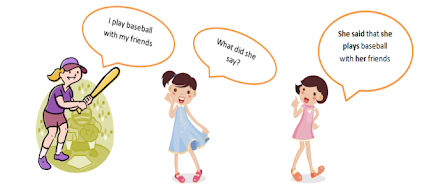 I play baseball
with my friends
What did she
say?
She said that she
plays baseball
with her friends